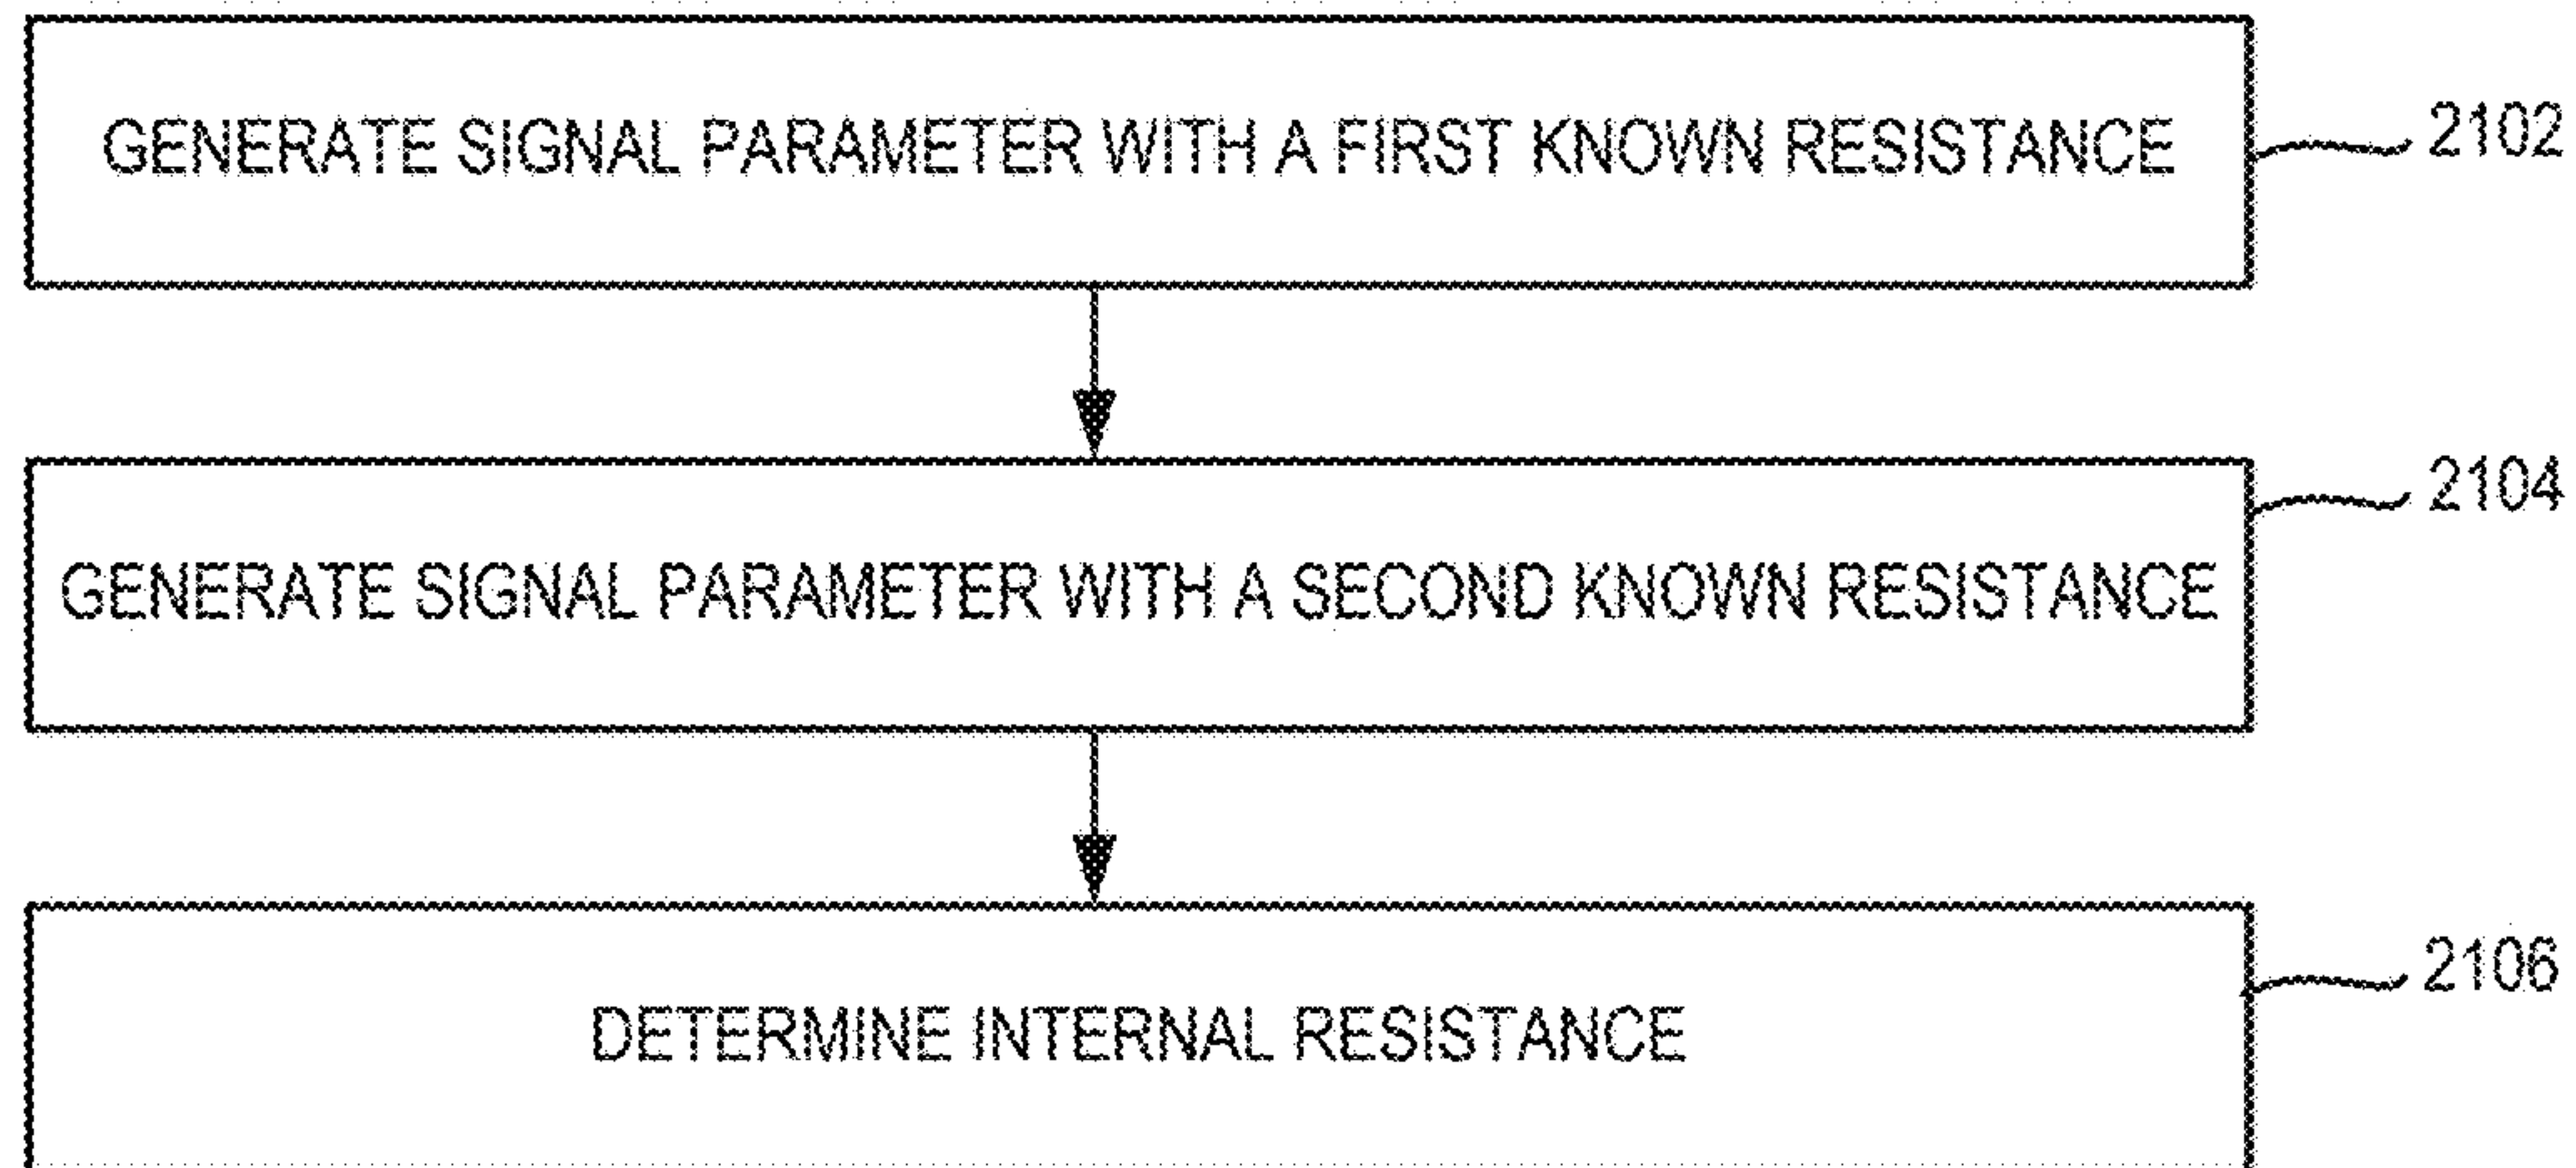 GENERATE SIGNAL PARAMETER WITH A FIRST KNOWN RESISTANCE
2102
GENERATE SIGNAL PARAMETER WITH A SECOND KNOWN RESISTANCE
2104
DETERMINE INTERNAL RESISTANCE
2106